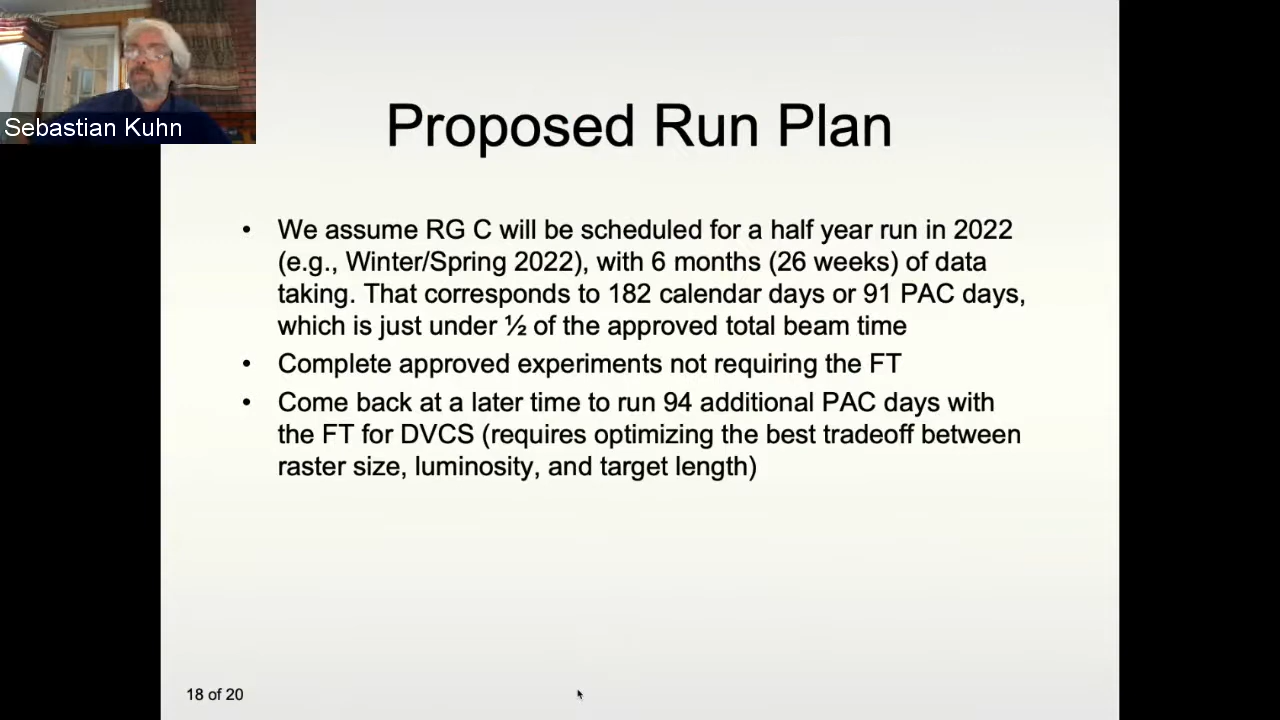 Sebastian Kuhn
Proposed Run Plan
• We assume RG C will be scheduled for a half year run in 2022
(e.g., Winter/Spring 2022), with 6 months (26 weeks) of data
taking. That corresponds to 182 calendar days or 91 PAC days,
which is just under ½ of the approved total beam time
• Complete approved experiments not requiring the FT
• Come back at a later time to run 94 additional PAC days with
the FT for DVCS (requires optimizing the best tradeoff between
raster size, luminosity, and target length)
18 of 20